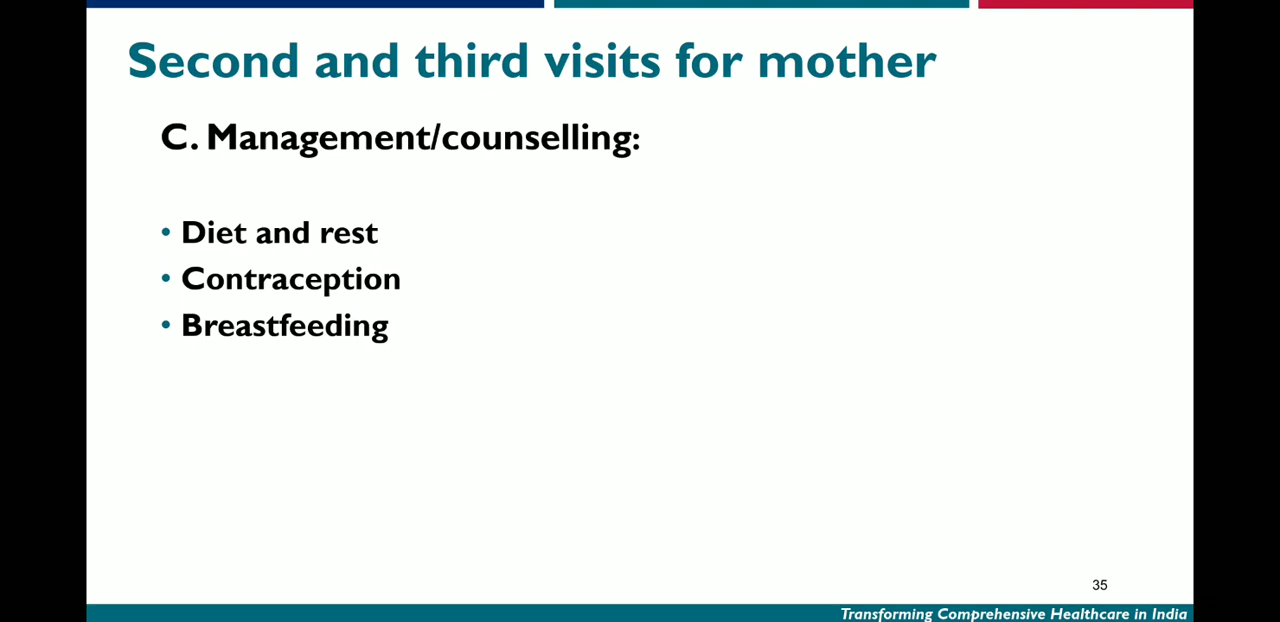 Second and third visits for mother
C. Management/counselling:
• Diet and rest
• Contraception
• Breastfeeding
35
Transforming Comprehensive Healthcare in India